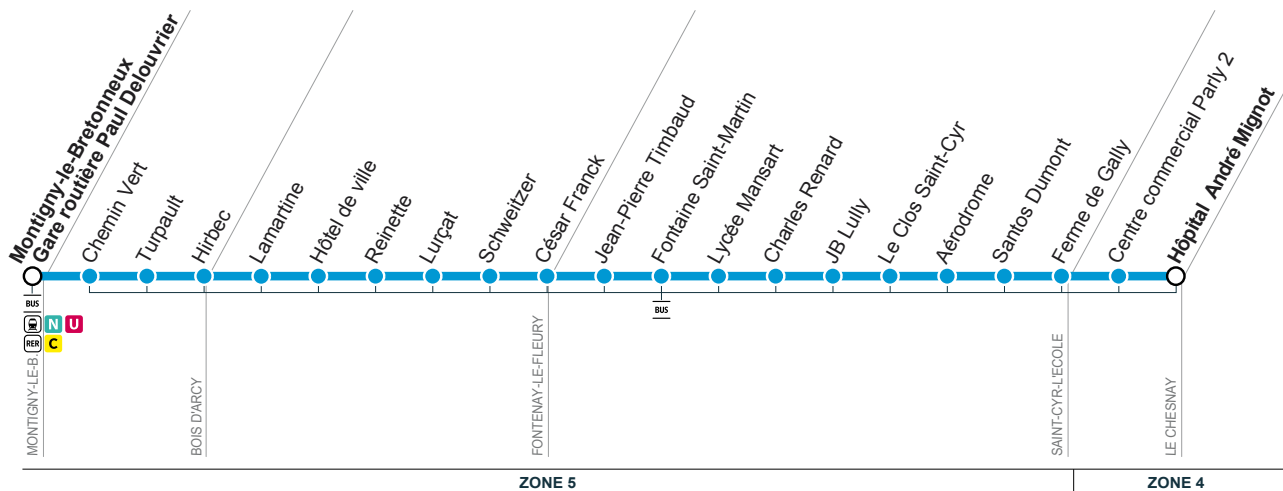 Montigny-le-Bretonneux
Gare routière Paul Delouvrier
Chemin Vert
Turpault
Hirbec
Lamartine
Hôtel de ville
Reinette
Lurçat
Schweitzer
César Franck
Jean-Pierre Timbaud
Fontaine Saint-Martin
Lycée Mansart
Charles Renard
JB Lully
Le Clos Saint-Cyr
Aérodrome
Santos Dumont
Ferme de Gally
Centre commercial Parly 2
Hôpital André Mignot
BUS
N U
RER C
BUS
MONTIGNY-LE-B.
BOIS D'ARCY
FONTENAY-LE-FLEURY
SAINT-CYR-L'ECOLE
LE CHESNAY
ZONE 5
ZONE 4